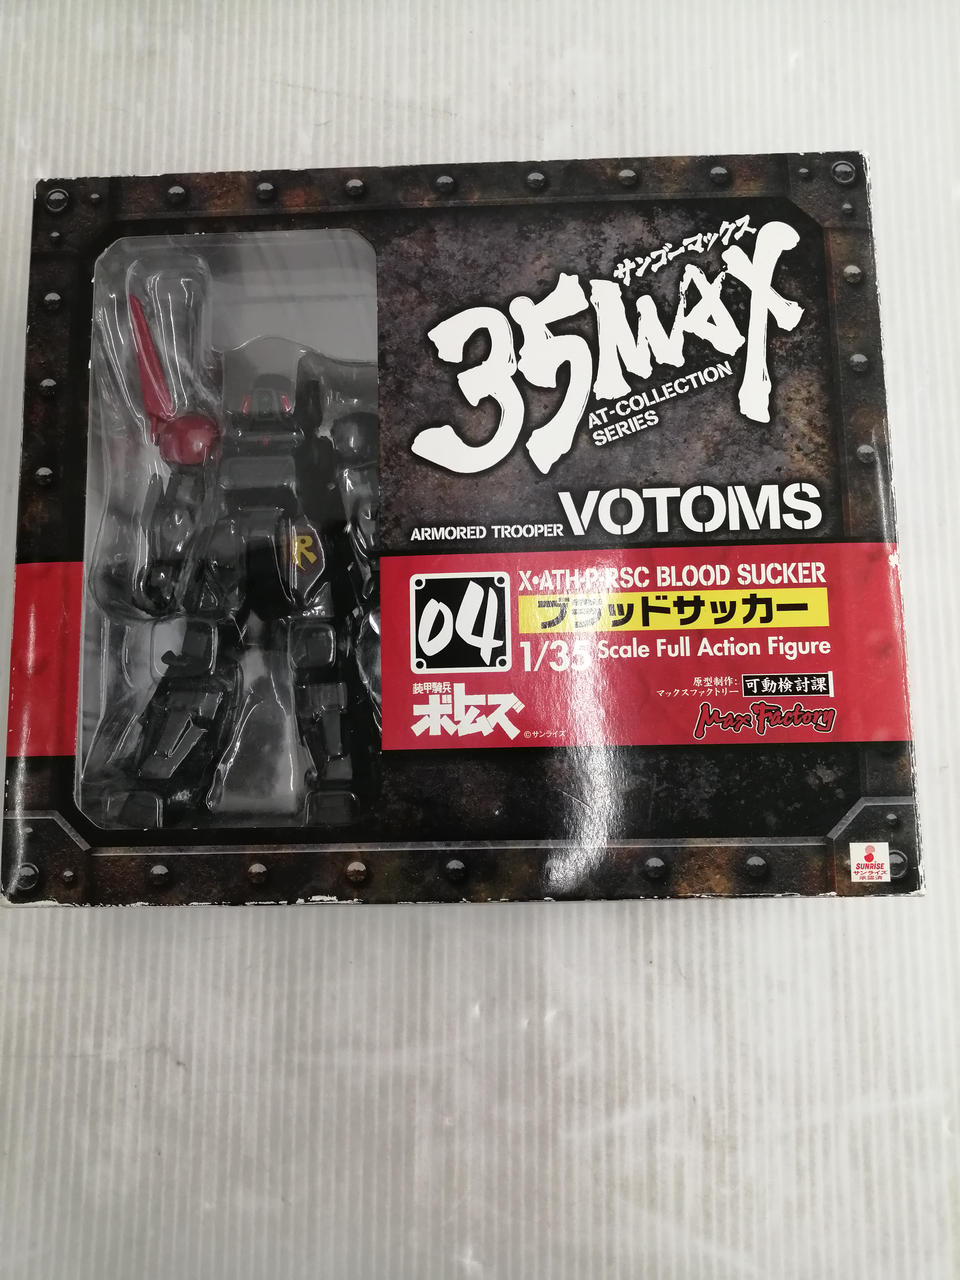 サンゴーマックス
35MAX
AT-COLLECTION
SERIES
ARMORED TROOPER VOTOMS
04
X・ATH-P-RSC BLOOD SUCKER
ブラッドサッカー
1/35 Scale Full Action Figure
装甲騎兵
ボトムズ
©サンライズ
原型制作:
マックスファクトリー
可動検討課
Max Factory
R
SUNRISE
サンライズ
承認済